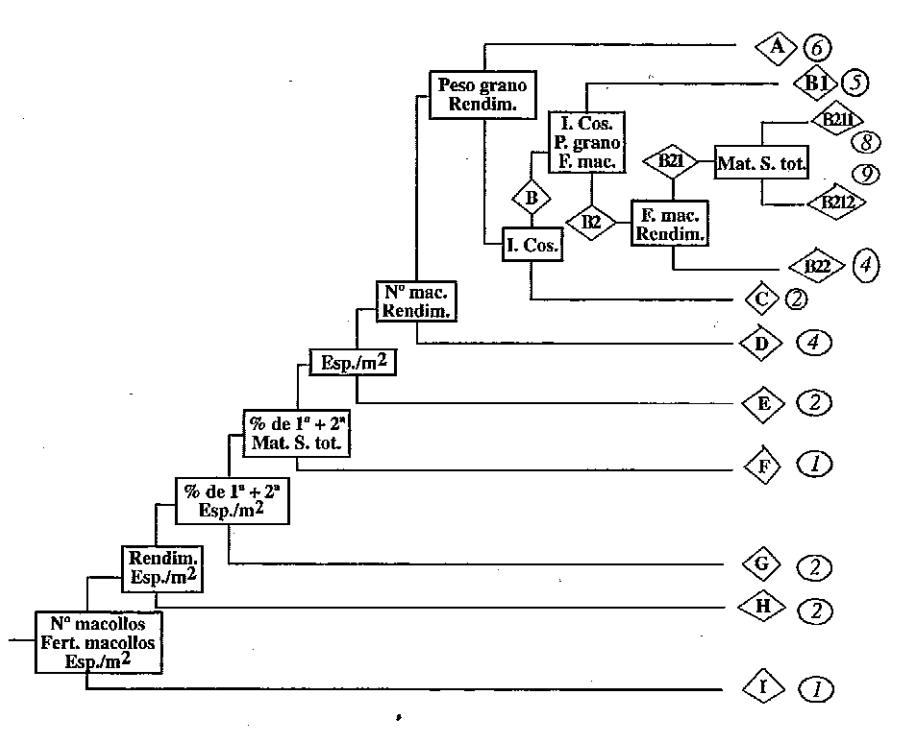 A 6
Peso grano
Rendim.
B1 5
I. Cos.
P. grano
F. mac.
B211
8
B21
Mat. S. tot.
9
B
B212
B2
F. mac.
Rendim.
I. Cos.
B22 4
Nº mac.
Rendim.
C 2
D 4
Esp./m2
E 2
% de 1ª + 2ª
Mat. S. tot.
F 1
% de 1ª + 2ª
Esp./m2
Rendim.
Esp./m2
G 2
H 2
Nº macollos
Fert. macollos
Esp./m2
I 1